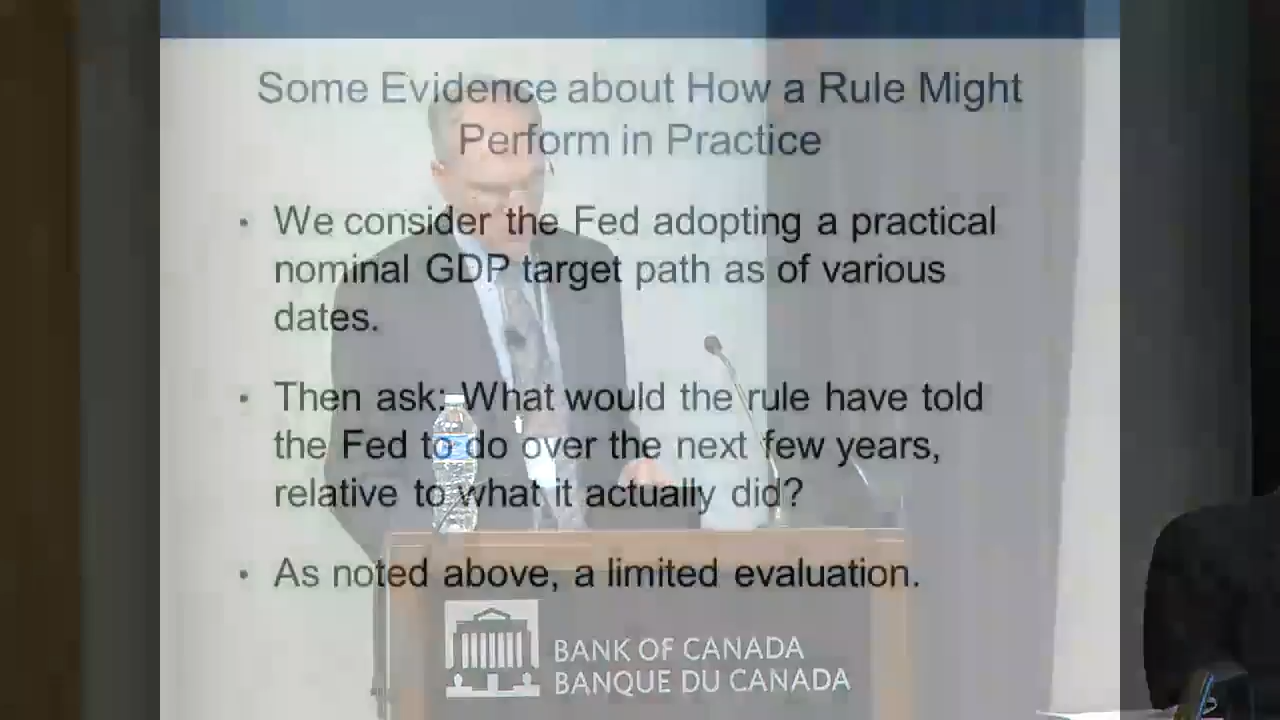 Some Evidence about How a Rule Might
Perform in Practice
• We consider the Fed adopting a practical
nominal GDP target path as of various
dates.
• Then ask: What would the rule have told
the Fed to do over the next few years,
relative to what it actually did?
• As noted above, a limited evaluation.
BANK OF CANADA
BANQUE DU CANADA